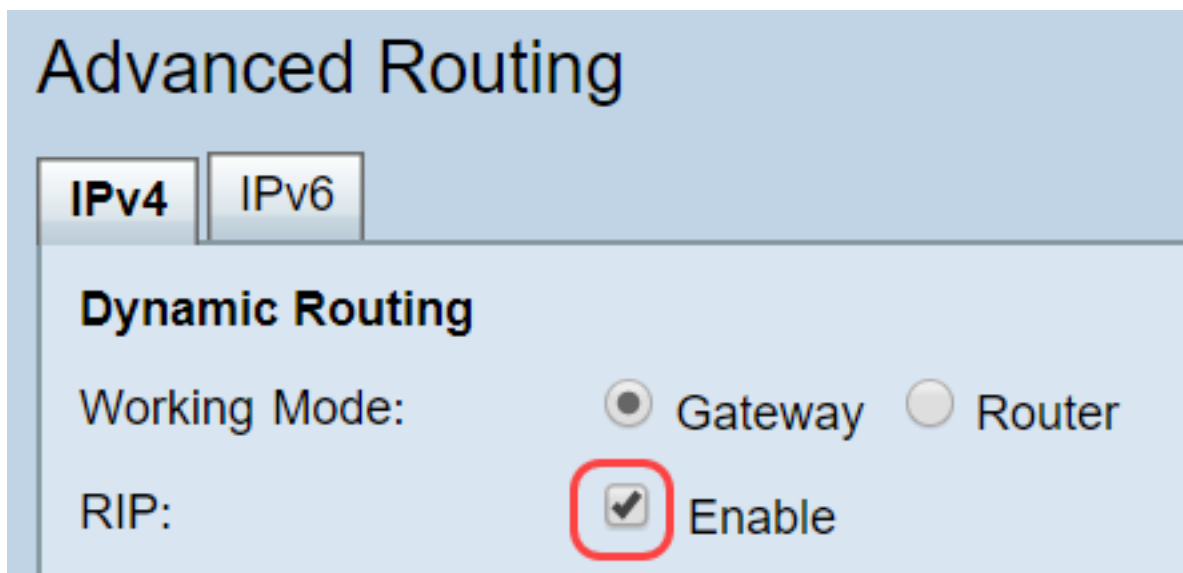 Advanced Routing
IPv4 IPv6
Dynamic Routing
Working Mode: Gateway Router
RIP: Enable